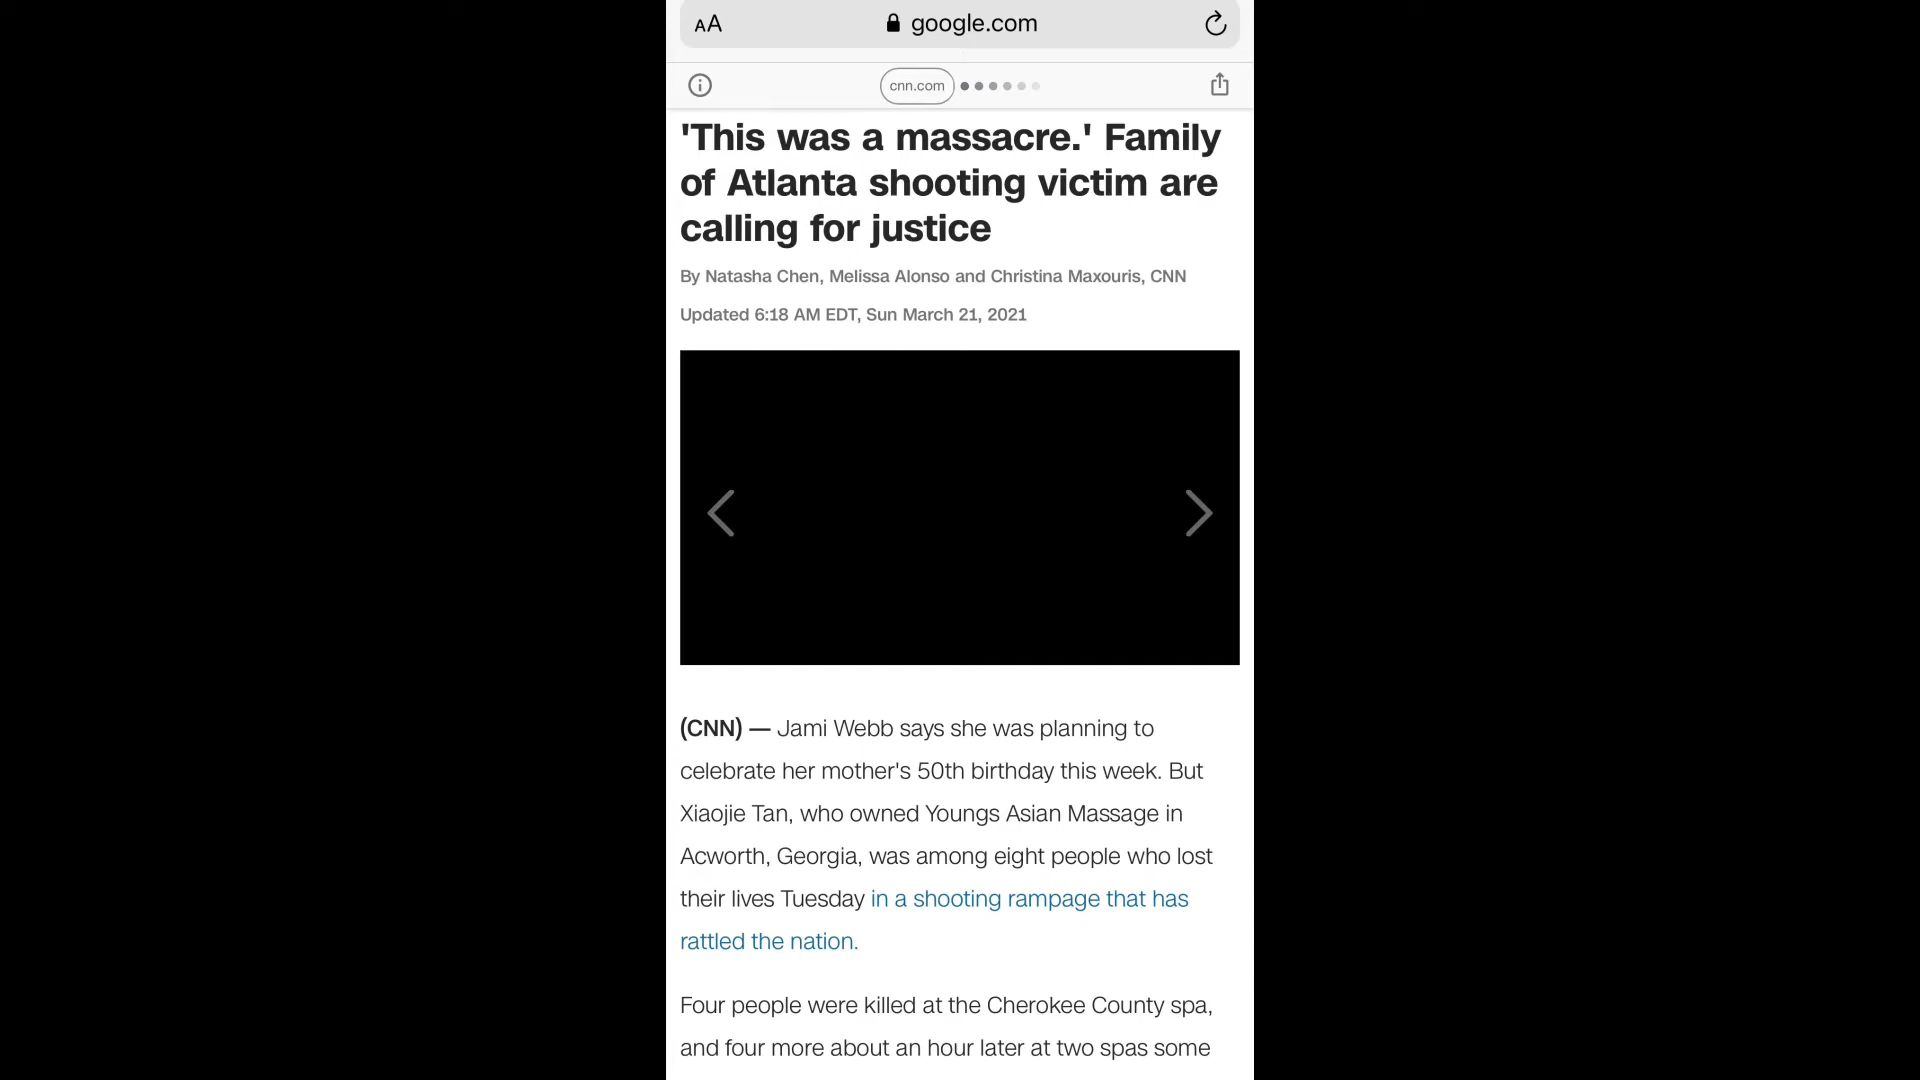 AA google.com
cnn.com
'This was a massacre.' Family
of Atlanta shooting victim are
calling for justice
By Natasha Chen, Melissa Alonso and Christina Maxouris, CNN
Updated 6:18 AM EDT, Sun March 21, 2021
(CNN) — Jami Webb says she was planning to
celebrate her mother's 50th birthday this week. But
Xiaojie Tan, who owned Youngs Asian Massage in
Acworth, Georgia, was among eight people who lost
their lives Tuesday in a shooting rampage that has
rattled the nation.
Four people were killed at the Cherokee County spa,
and four more about an hour later at two spas some